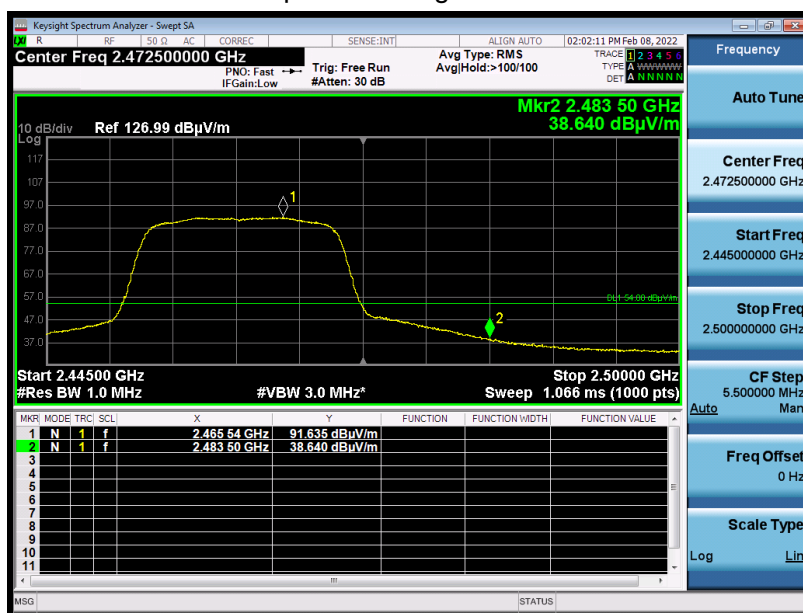 Keysight Spectrum Analyzer - Swept SA
LXI R RF 50 Ω AC CORREC SENSE:INT ALIGN AUTO 02:02:11 PM Feb 08, 2022
Center Freq 2.472500000 GHz
PNO: Fast
IFGain:Low
Trig: Free Run
#Atten: 30 dB
Avg Type: RMS
Avg|Hold:>100/100
TRACE 1 2 3 4 5 6
TYPE A WWWWW
DET A N N N N N
Mkr2 2.483 50 GHz
38.640 dBµV/m
10 dB/div Ref 126.99 dBµV/m
Log
117
107
97.0
87.0
77.0
67.0
57.0
47.0
37.0
1
DL1 54.00 dBµV/m
2
Start 2.44500 GHz Stop 2.50000 GHz
#Res BW 1.0 MHz #VBW 3.0 MHz* Sweep 1.066 ms (1000 pts)
MKR MODE TRC SCL X Y FUNCTION FUNCTION WIDTH FUNCTION VALUE
1 N 1 f 2.465 54 GHz 91.635 dBµV/m
2 N 1 f 2.483 50 GHz 38.640 dBµV/m
3
4
5
6
7
8
9
10
11
MSG STATUS
Frequency
Auto Tune
Center Freq
2.472500000 GHz
Start Freq
2.445000000 GHz
Stop Freq
2.500000000 GHz
CF Step
5.500000 MHz
Auto Man
Freq Offset
0 Hz
Scale Type
Log Lin